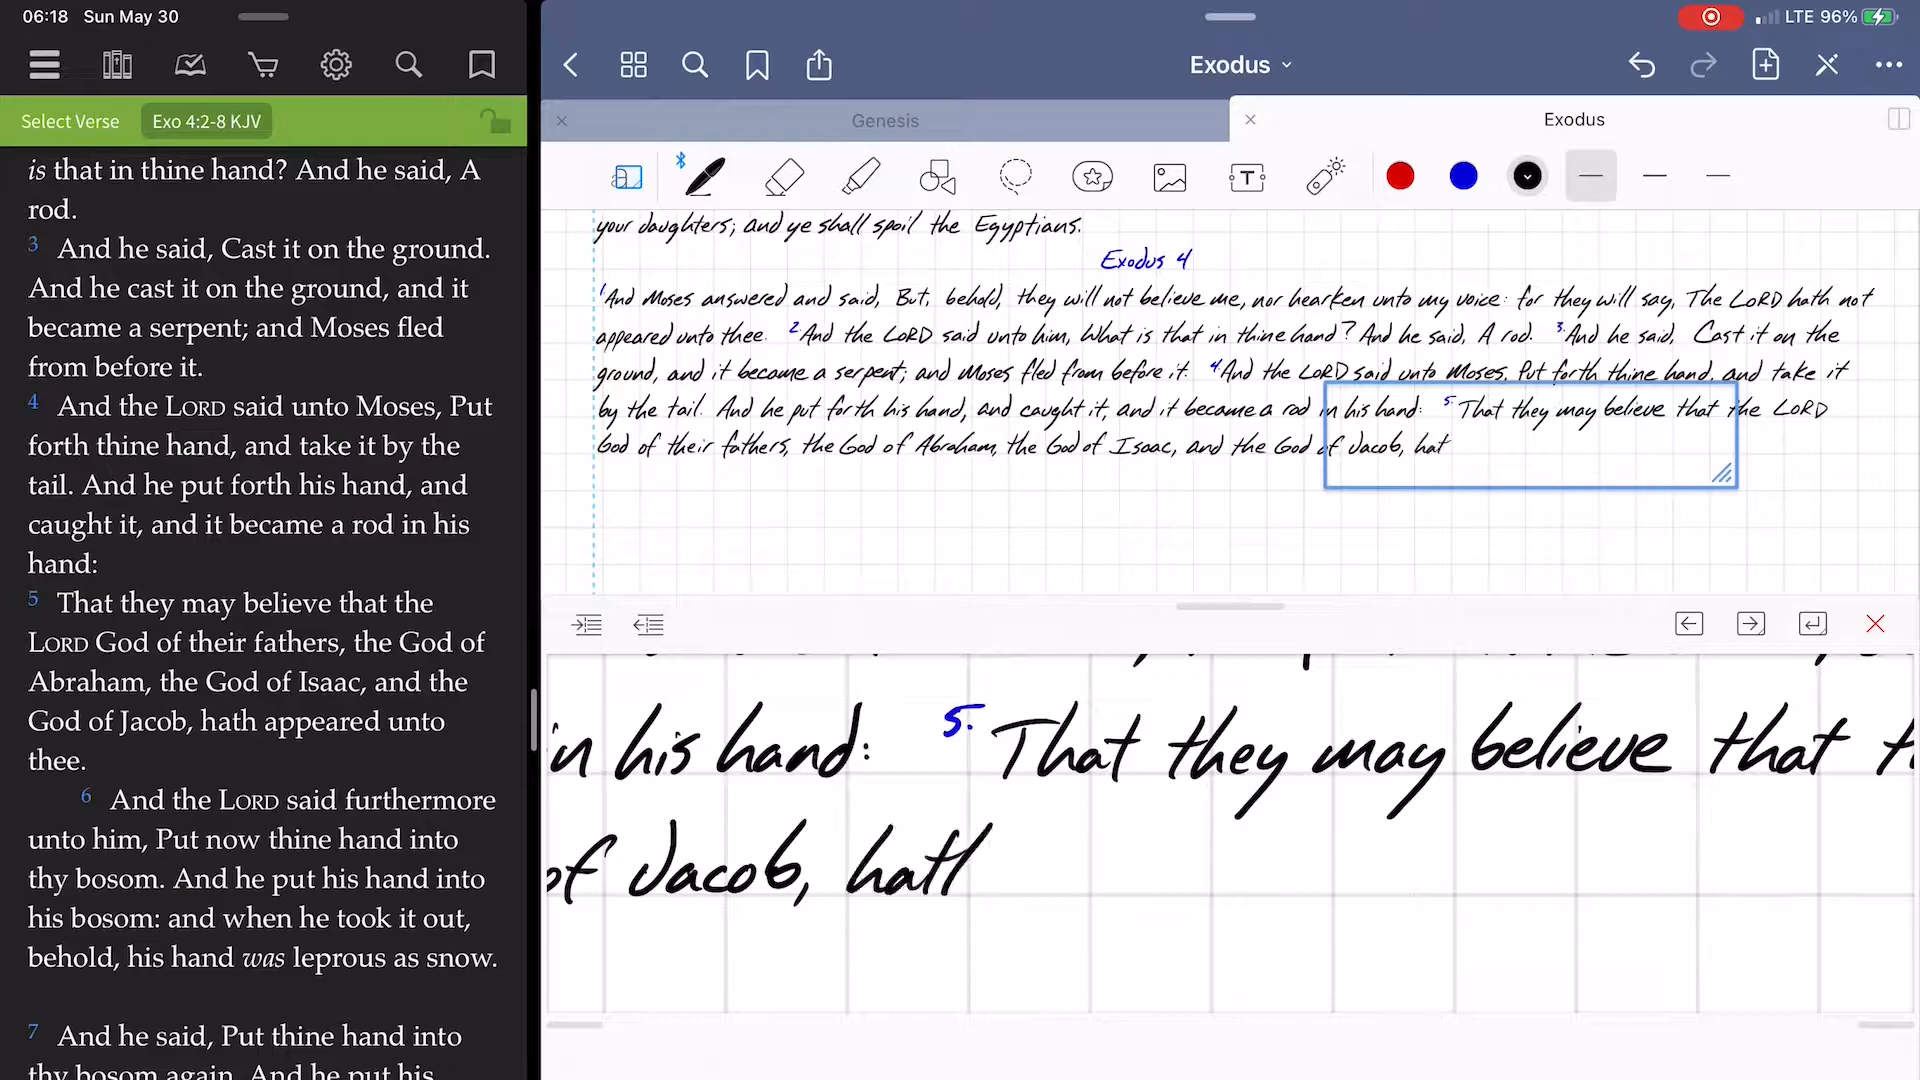 06:18 Sun May 30
LTE 96%
Select Verse Exo 4:2-8 KJV
is that in thine hand? And he said, A
rod.
3 And he said, Cast it on the ground.
And he cast it on the ground, and it
became a serpent; and Moses fled
from before it.
4 And the LORD said unto Moses, Put
forth thine hand, and take it by the
tail. And he put forth his hand, and
caught it, and it became a rod in his
hand:
5 That they may believe that the
LORD God of their fathers, the God of
Abraham, the God of Isaac, and the
God of Jacob, hath appeared unto
thee.
6 And the LORD said furthermore
unto him, Put now thine hand into
thy bosom. And he put his hand into
his bosom: and when he took it out,
behold, his hand was leprous as snow.
7 And he said, Put thine hand into
thy bosom again. And he put his
Exodus
Genesis
Exodus
T
your daughters; and ye shall spoil the Egyptians.
Exodus 4
1 And Moses answered and said, But, behold, they will not believe me, nor hearken unto my voice: for they will say, The LORD hath not
appeared unto thee. 2. And the LORD said unto him, What is that in thine hand? And he said, A rod. 3. And he said, Cast it on the
ground, and it became a serpent; and Moses fled from before it. 4 And the LORD said unto Moses, Put forth thine hand, and take it
by the tail. And he put forth his hand, and caught it, and it became a rod in his hand: 5. That they may believe that the LORD
God of their fathers, the God of Abraham, the God of Isaac, and the God of Jacob, hat
in his hand: 5. That they may believe that t
of Jacob, hatl